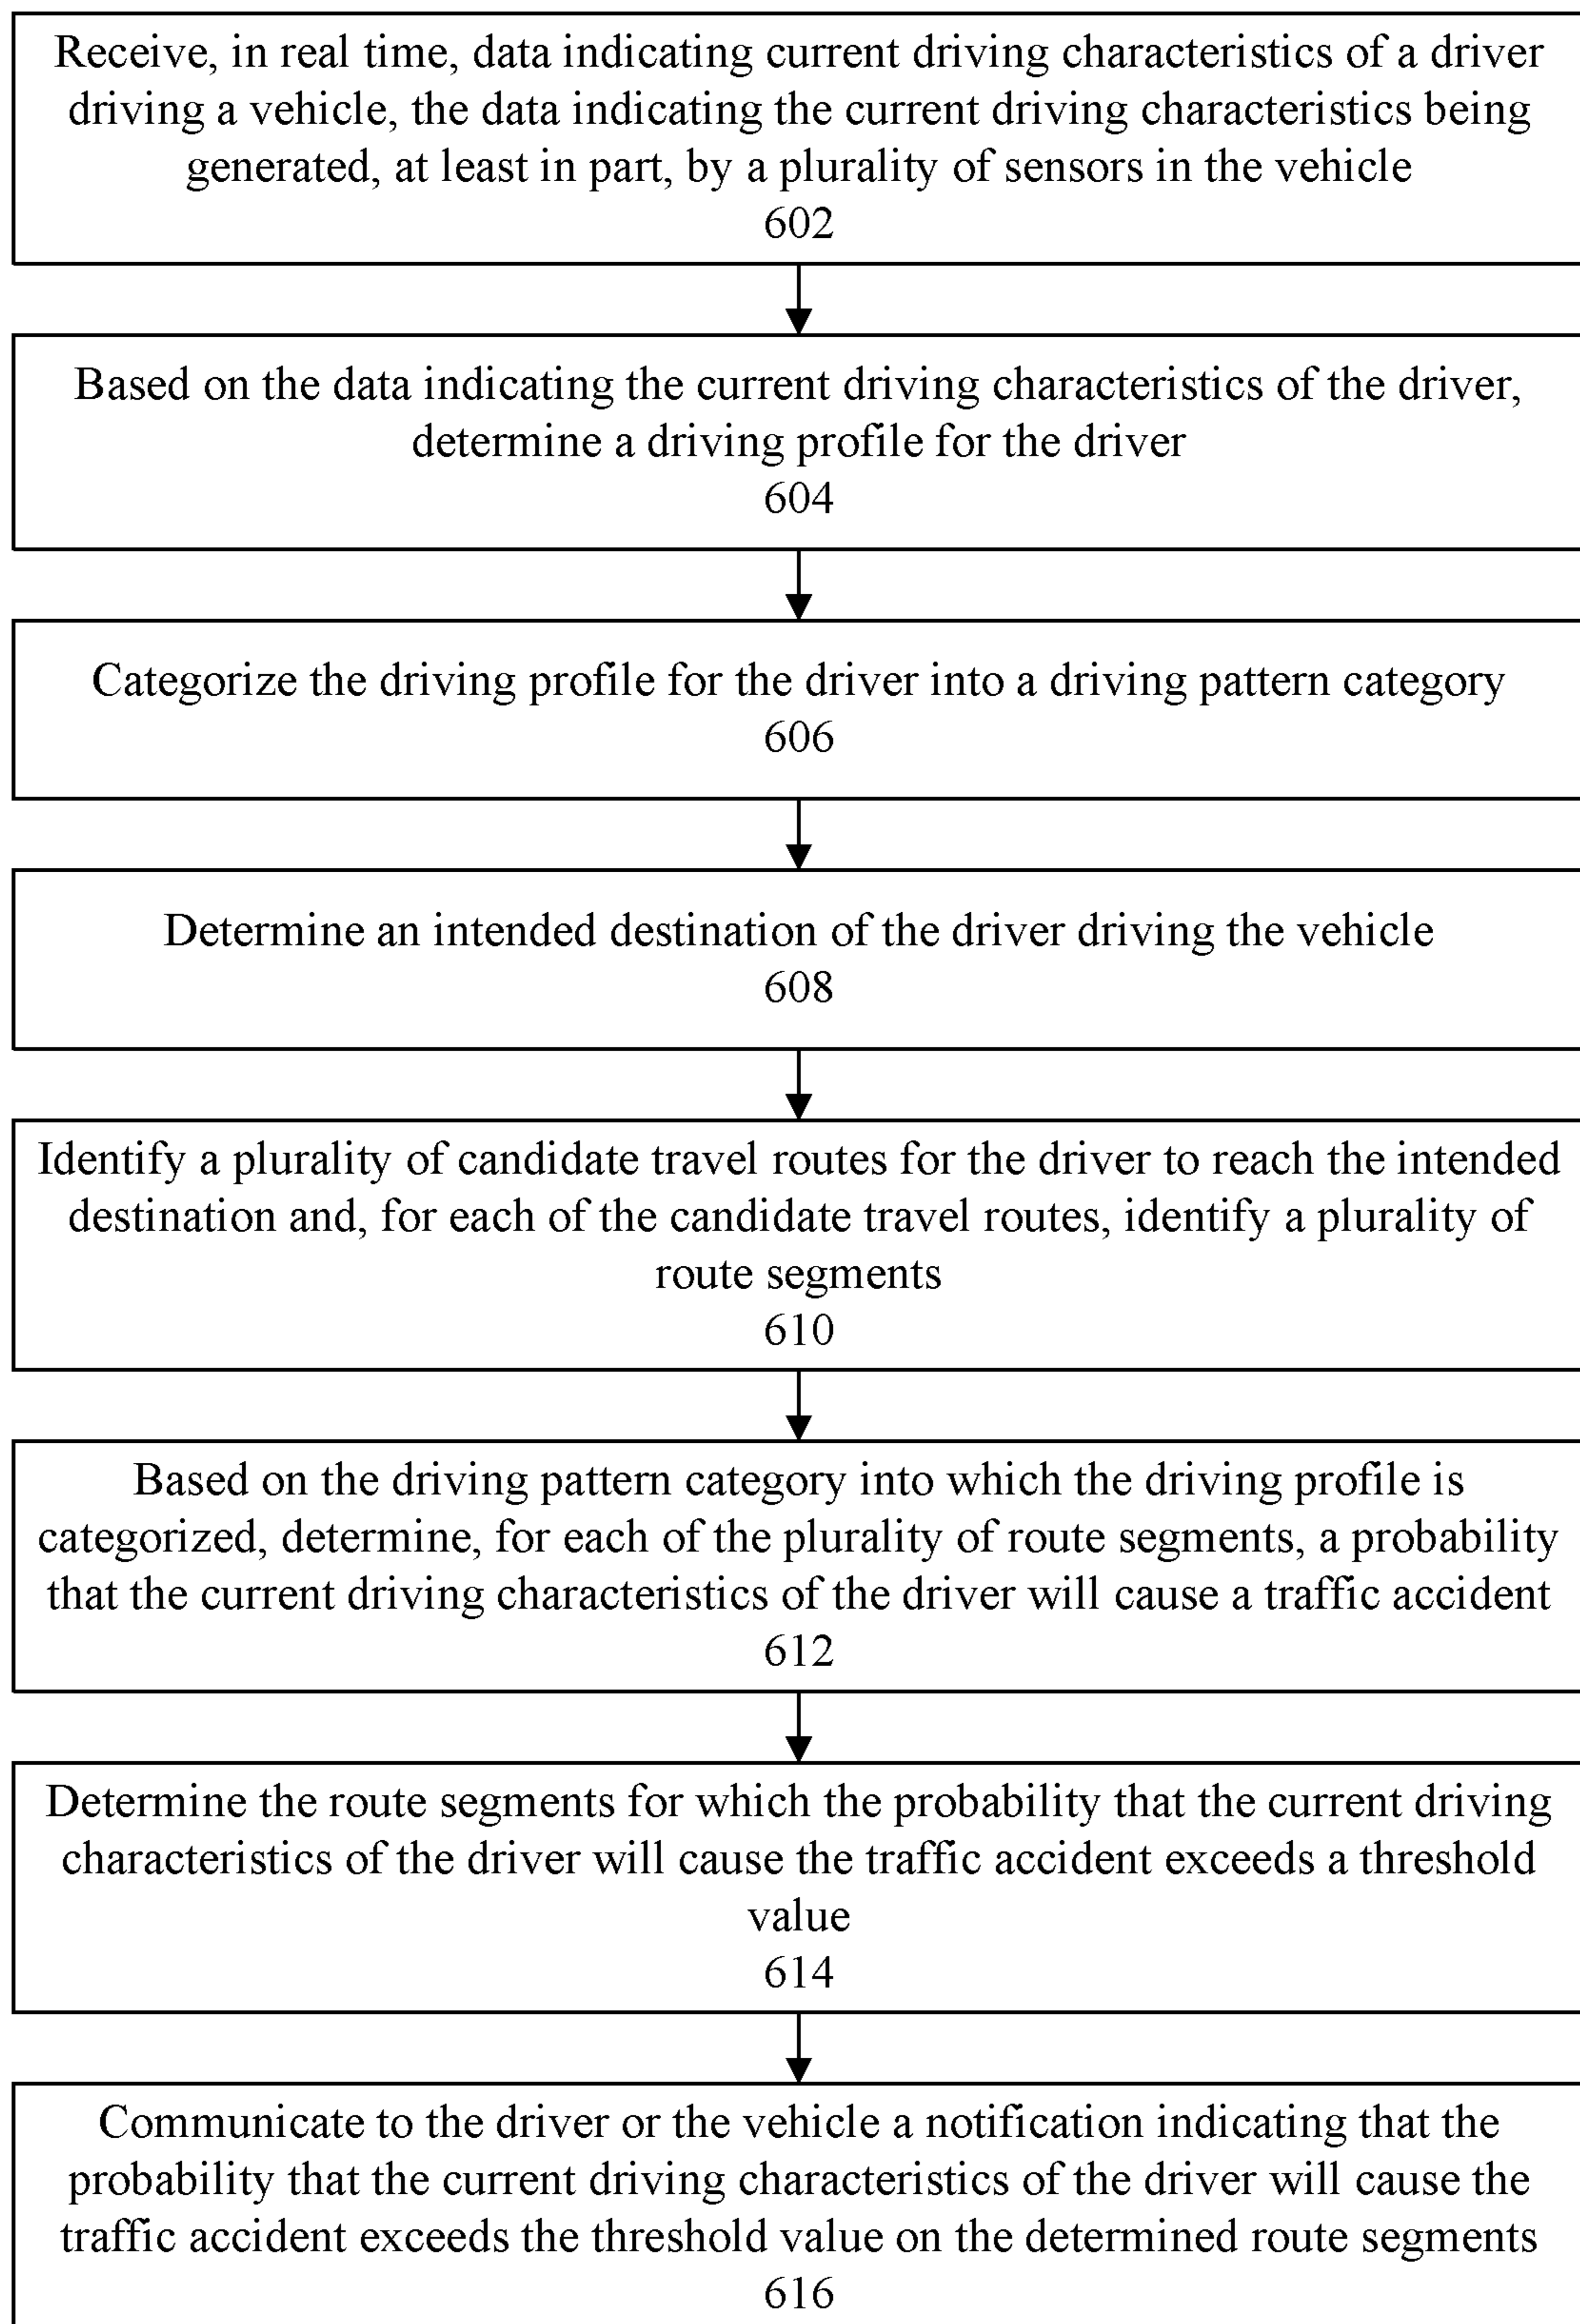 Receive, in real time, data indicating current driving characteristics of a driver
driving a vehicle, the data indicating the current driving characteristics being
generated, at least in part, by a plurality of sensors in the vehicle
602
Based on the data indicating the current driving characteristics of the driver,
determine a driving profile for the driver
604
Categorize the driving profile for the driver into a driving pattern category
606
Determine an intended destination of the driver driving the vehicle
608
Identify a plurality of candidate travel routes for the driver to reach the intended
destination and, for each of the candidate travel routes, identify a plurality of
route segments
610
Based on the driving pattern category into which the driving profile is
categorized, determine, for each of the plurality of route segments, a probability
that the current driving characteristics of the driver will cause a traffic accident
612
Determine the route segments for which the probability that the current driving
characteristics of the driver will cause the traffic accident exceeds a threshold
value
614
Communicate to the driver or the vehicle a notification indicating that the
probability that the current driving characteristics of the driver will cause the
traffic accident exceeds the threshold value on the determined route segments
616